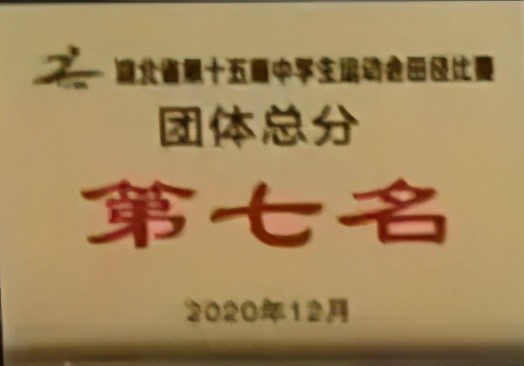 湖北省第十五届中学生运动会田径比赛
团体总分
第七名
2020年12月